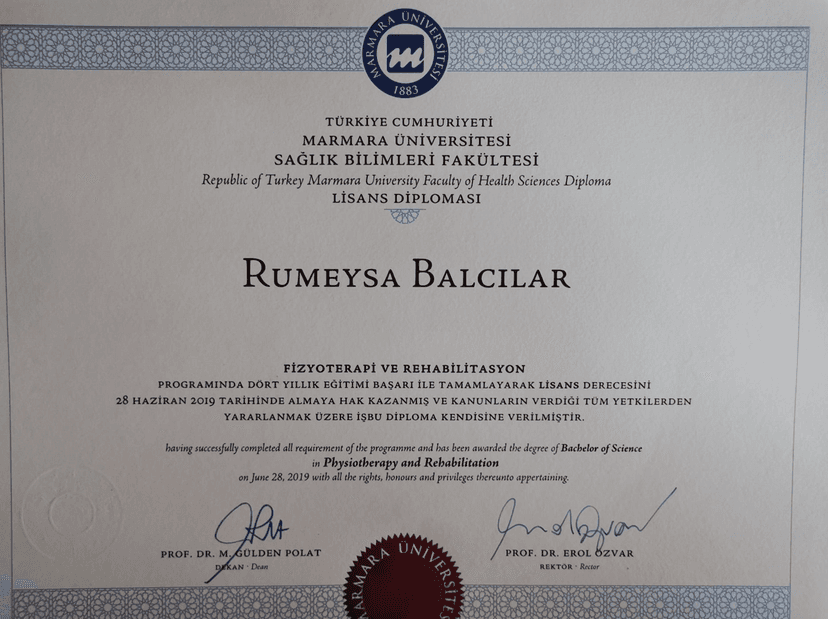 MARMARA ÜNİVERSİTESİ
m
1883
TÜRKİYE CUMHURİYETİ
MARMARA ÜNİVERSİTESİ
SAĞLIK BİLİMLERİ FAKÜLTESİ
Republic of Turkey Marmara University Faculty of Health Sciences Diploma
LİSANS DİPLOMASI
RUMEYSA BALCILAR
FİZYOTERAPİ VE REHABİLİTASYON
PROGRAMINDA DÖRT YILLIK EĞİTİMİ BAŞARI İLE TAMAMLAYARAK LİSANS DERECESİNİ
28 HAZİRAN 2019 TARİHİNDE ALMAYA HAK KAZANMIŞ VE KANUNLARIN VERDİĞİ TÜM YETKİLERDEN
YARARLANMAK ÜZERE İŞBU DİPLOMA KENDİSİNE VERİLMİŞTİR.
having successfully completed all requirement of the programme and has been awarded the degree of Bachelor of Science
in Physiotherapy and Rehabilitation
on June 28, 2019 with all the rights, honours and privileges thereunto appertaining.
PROF. DR. M. GÜLDEN POLAT
DEKAN · Dean
PROF. DR. EROL ÖZVAR
REKTÖR · Rector
MARMARA ÜNİVERSİTESİ